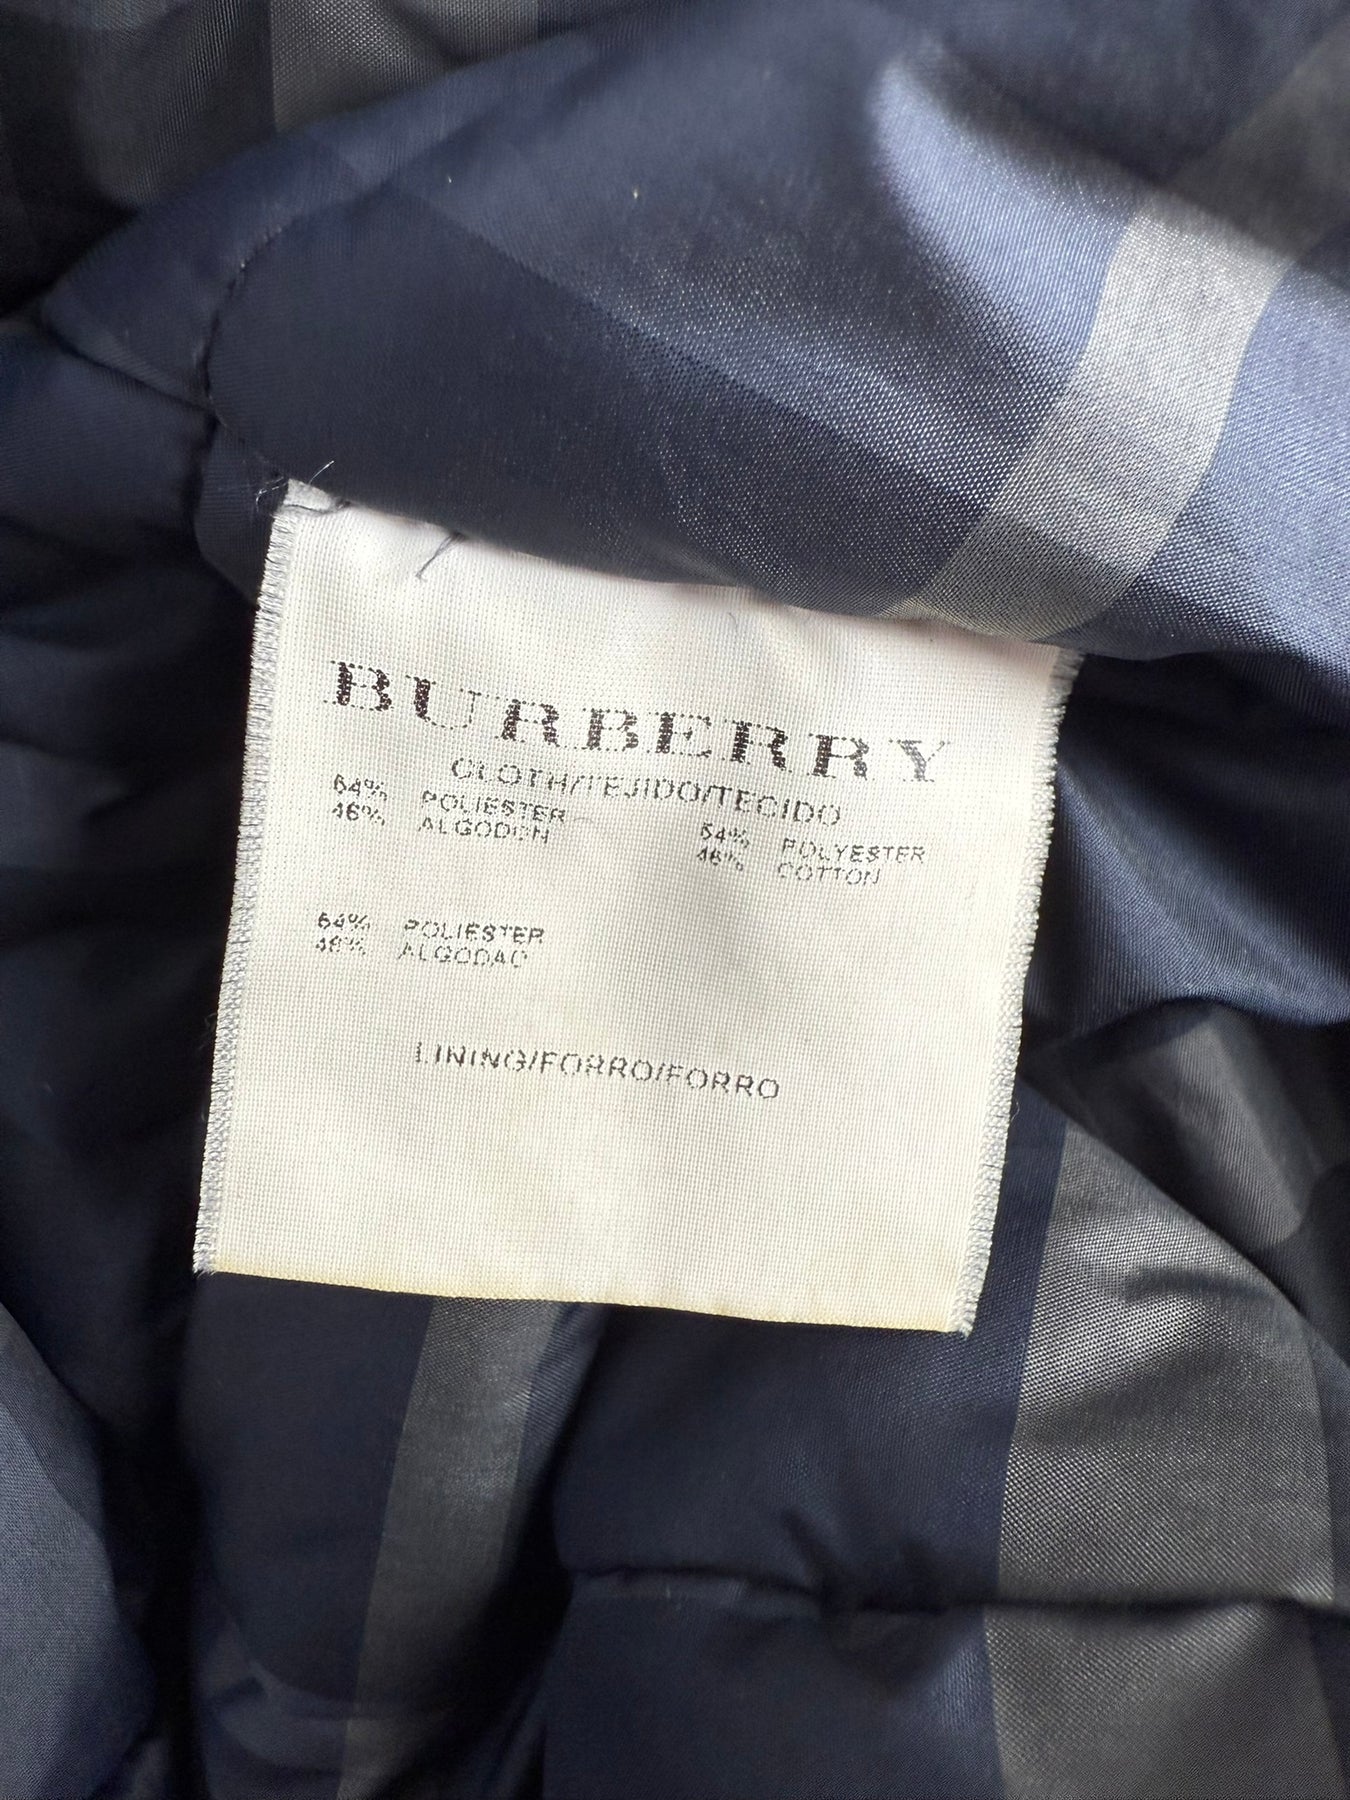 BURBERRY
CLOTH/TEJIDO/TECIDO
54% POLIESTER
46% ALGODON
54% POLYESTER
46% COTTON
54% POLIESTER
46% ALGODAO
LINING/FORRO/FORRO